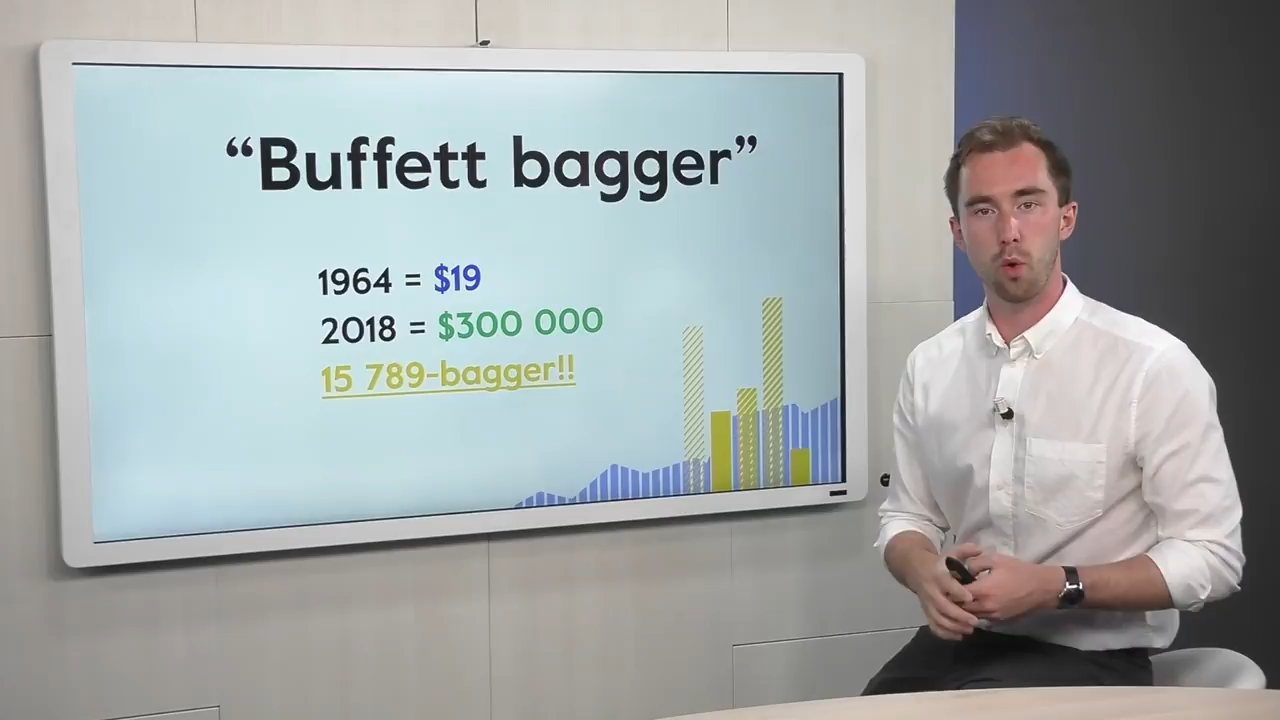 “Buffett bagger”
1964 = $19
2018 = $300 000
15 789-bagger!!